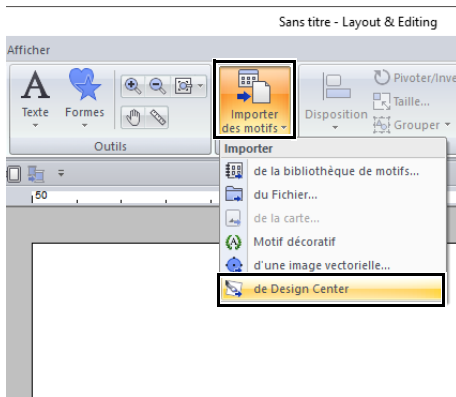 Sans titre - Layout & Editing
Afficher
Texte
Formes
Outils
Importer
des motifs
Disposition
Pivoter/Inve
Taille...
Grouper
Importer
de la bibliothèque de motifs...
du Fichier...
de la carte...
Motif décoratif
d'une image vectorielle...
de Design Center
50